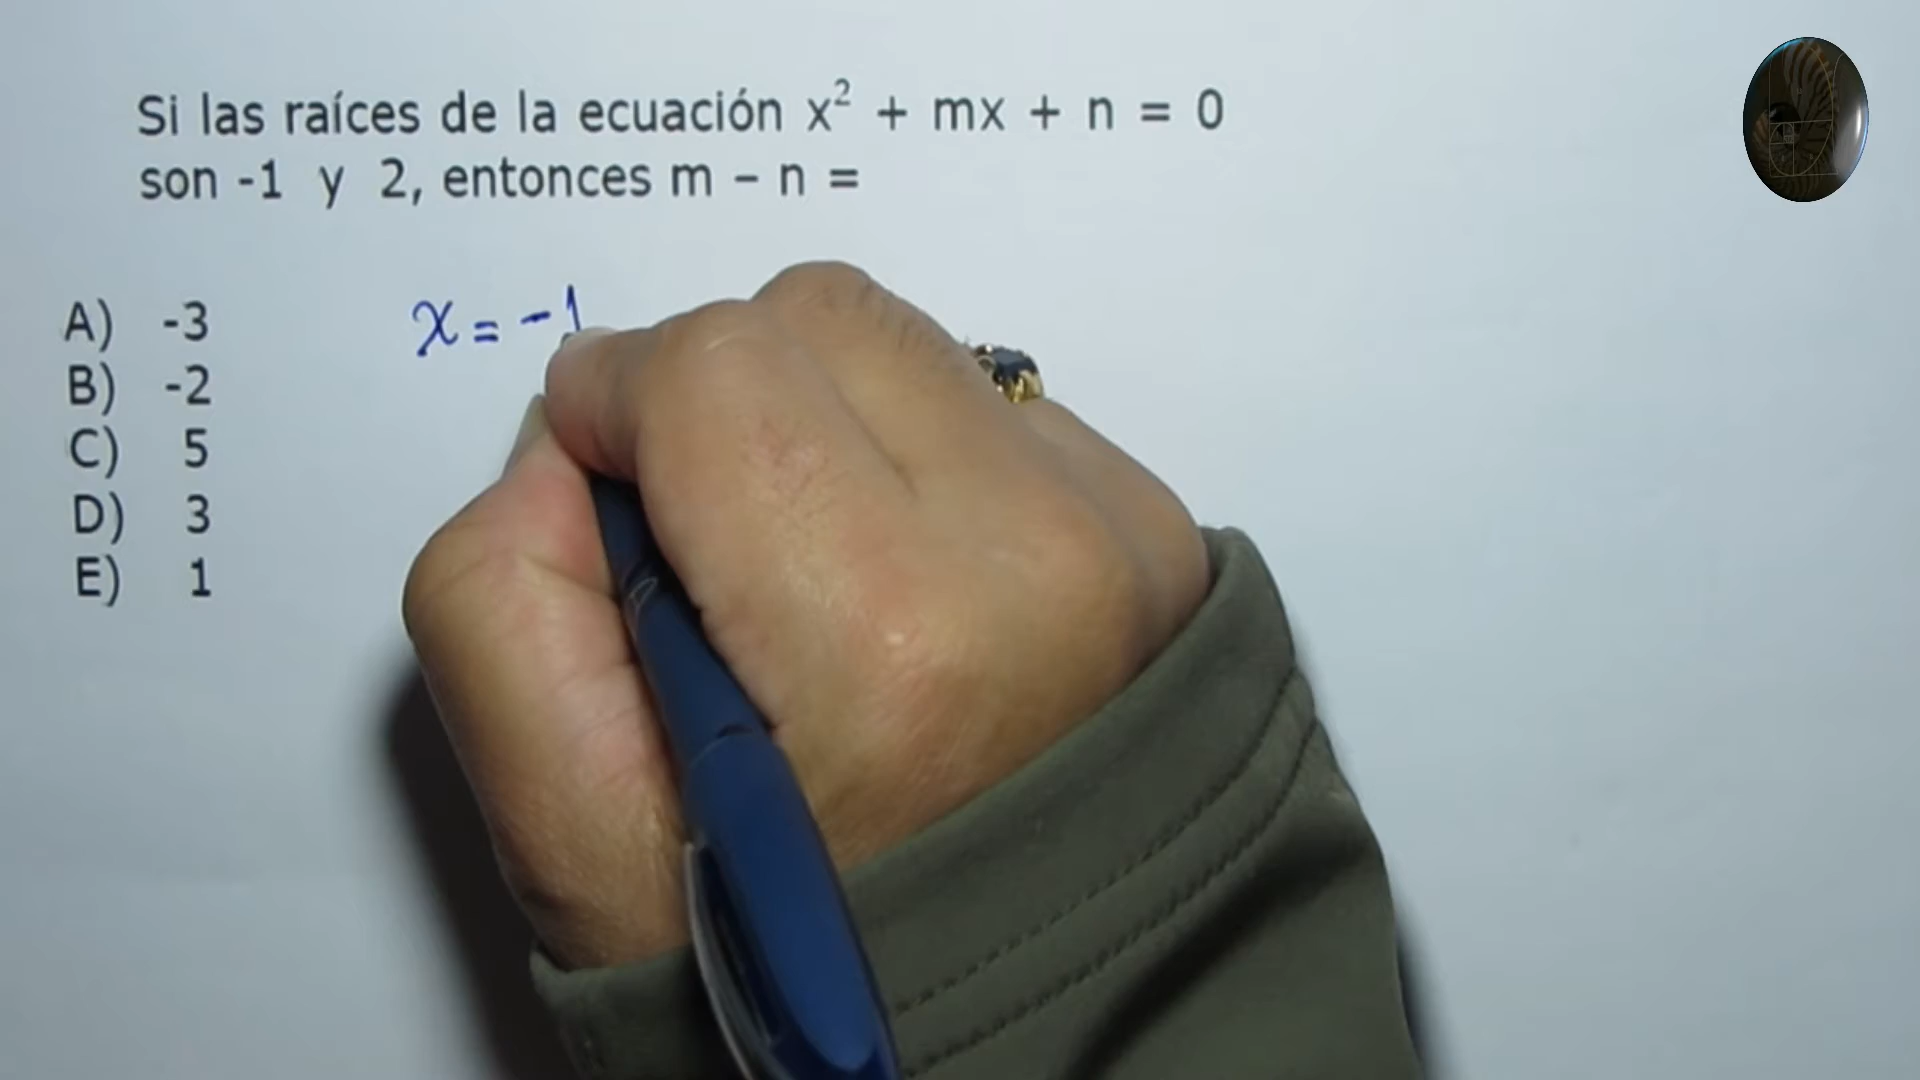 Si las raíces de la ecuación x² + mx + n = 0
son -1 y 2, entonces m – n =
A) -3
B) -2
C) 5
D) 3
E) 1
x = -1